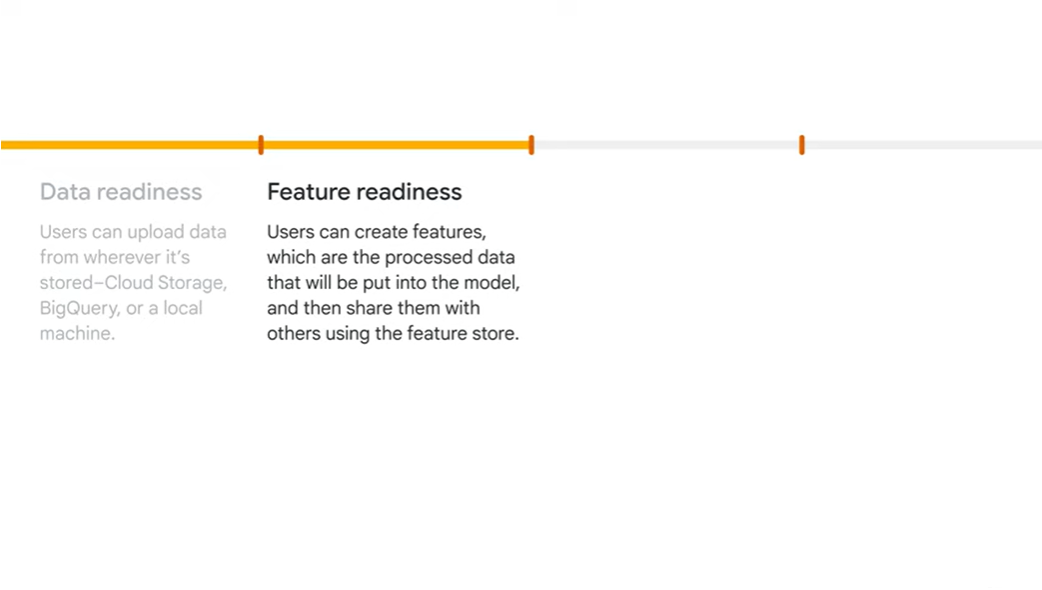 Data readiness
Users can upload data
from wherever it's
stored–Cloud Storage,
BigQuery, or a local
machine.
Feature readiness
Users can create features,
which are the processed data
that will be put into the model,
and then share them with
others using the feature store.